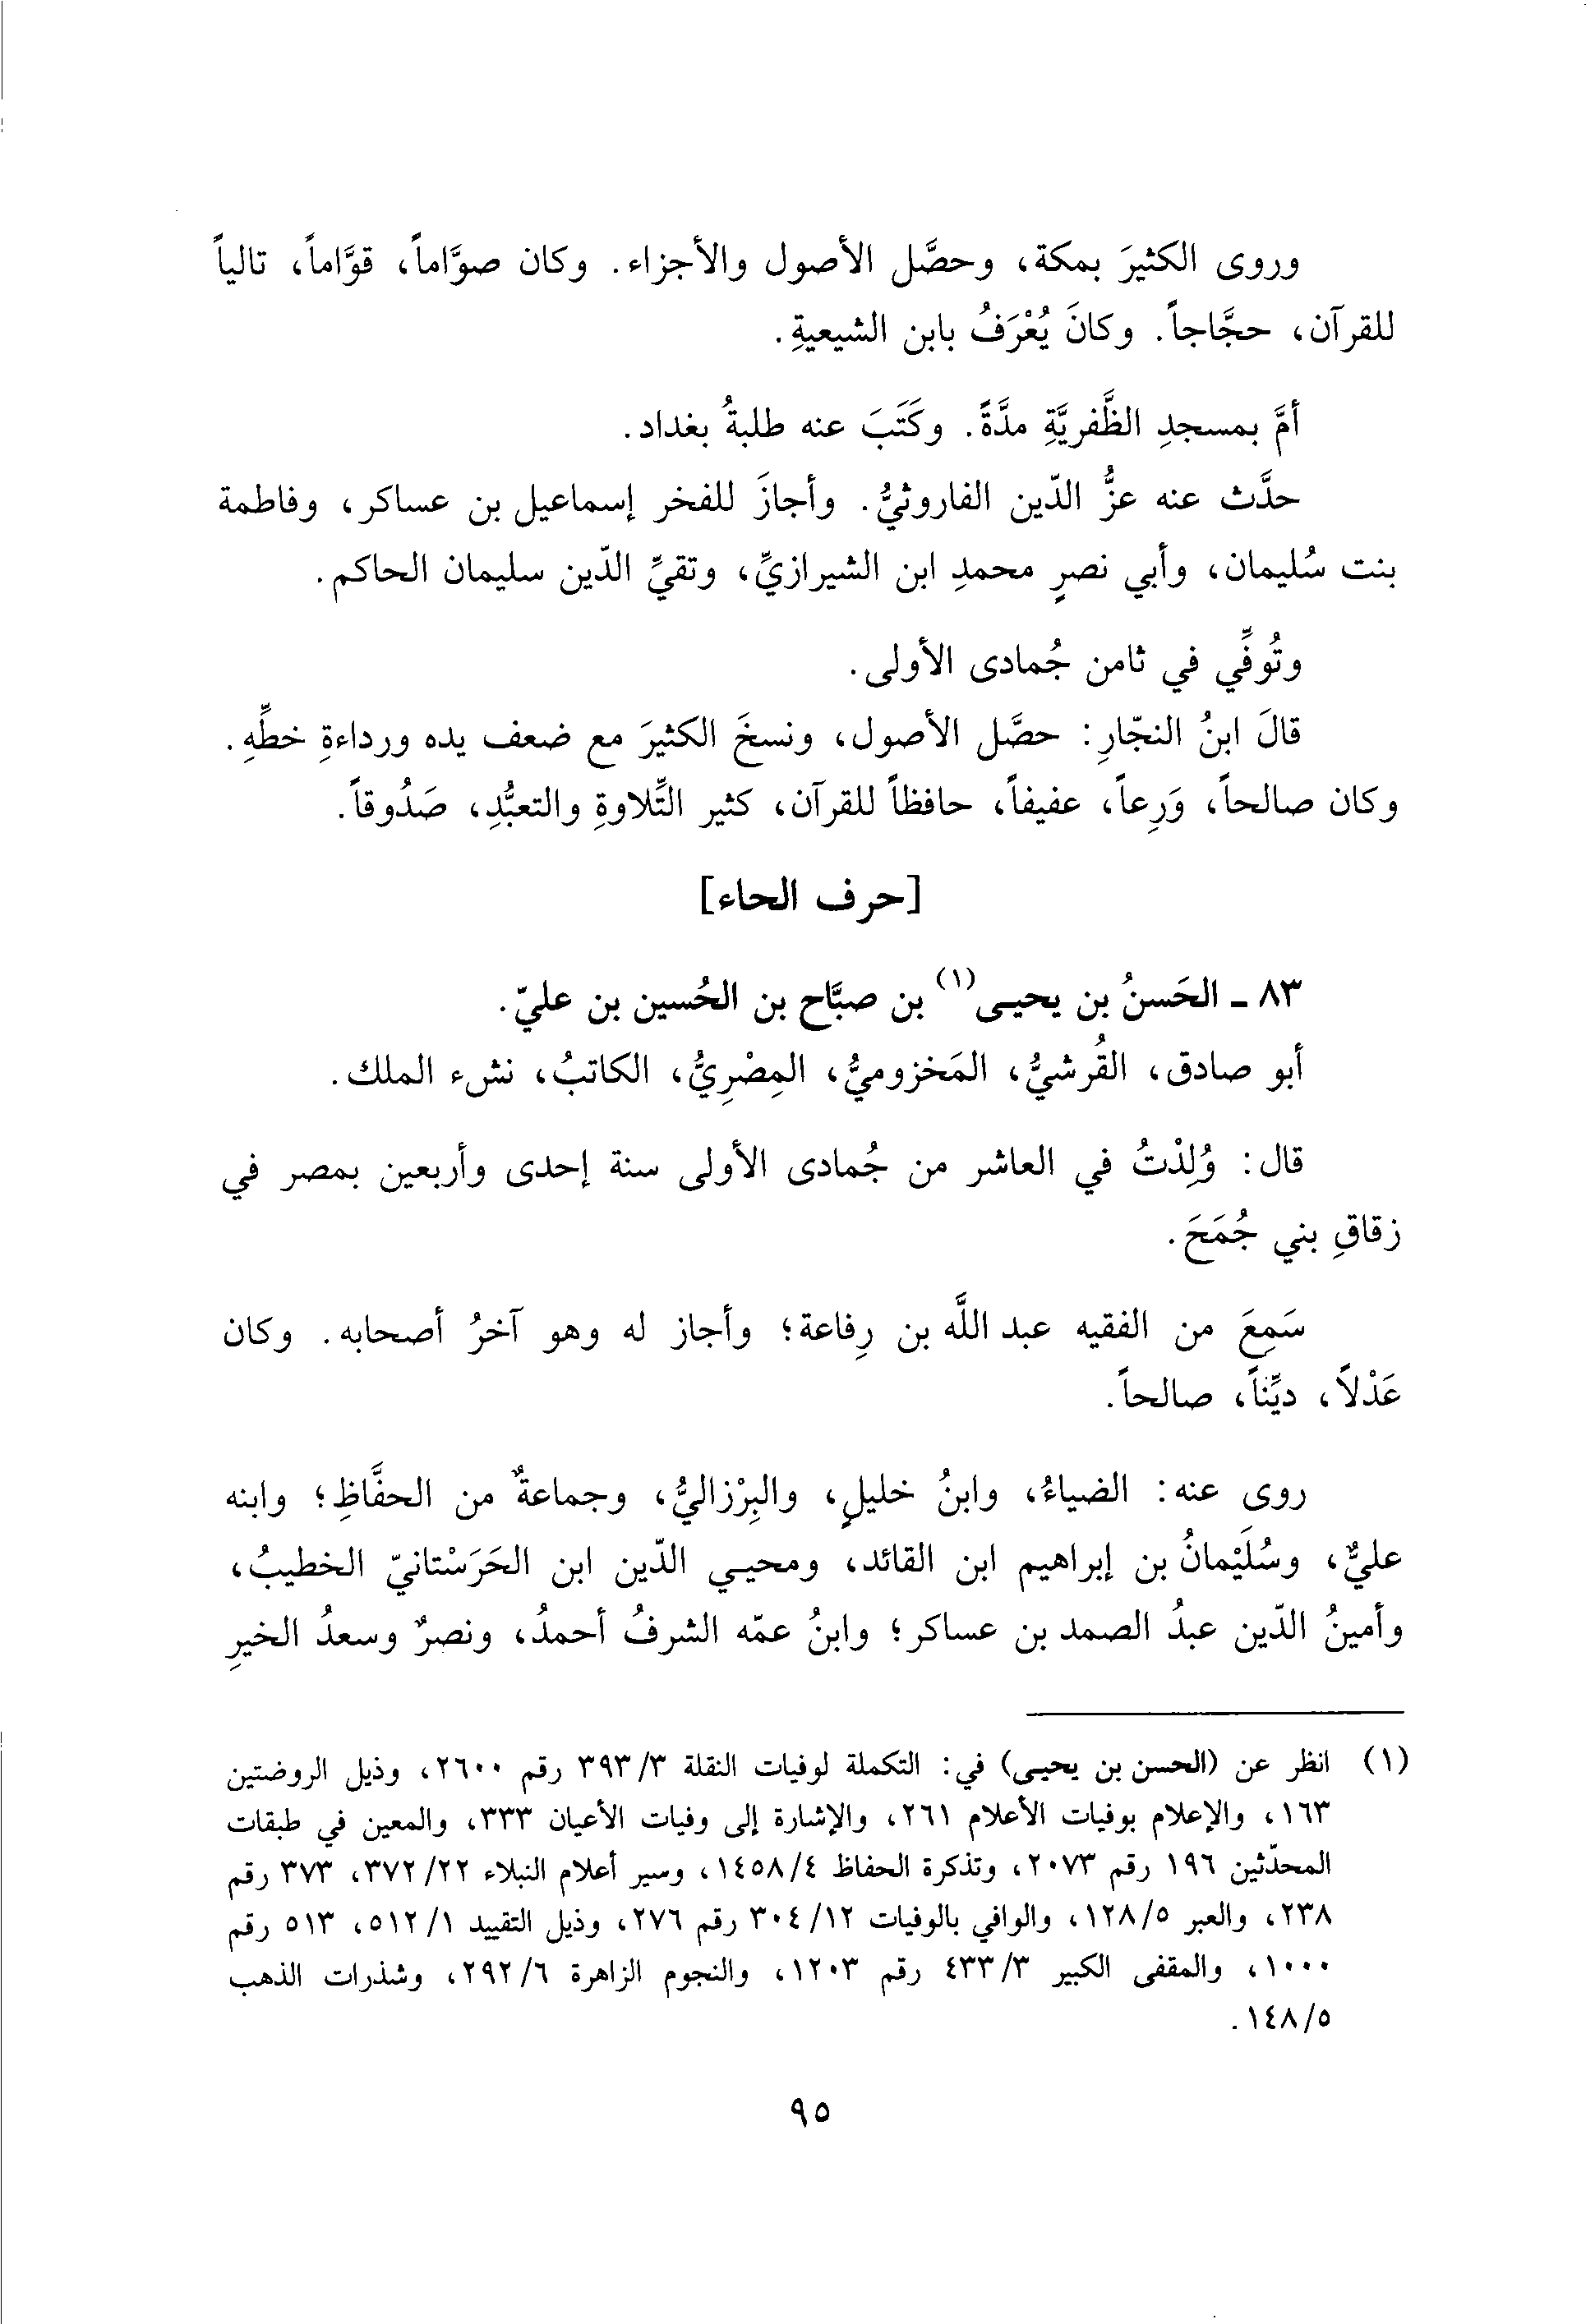 وروى الكثيرَ بمكة، وحصَّل الأصول والأجزاء. وكان صوَّاماً، قوَّاماً، تالياً
للقرآن، حجَّاجاً. وكانَ يُعْرَفُ بابن الشيعيةِ.
أمَّ بمسجدِ الظَّفريَّةِ مدَّةً. وكَتَبَ عنه طلبةُ بغداد.
حدَّث عنه عزُّ الدّين الفاروثيُّ. وأجازَ للفخر إسماعيل بن عساكر، وفاطمة
بنت سُليمان، وأبي نصرٍ محمدِ ابن الشيرازيِّ، وتقيِّ الدّين سليمان الحاكم.
وتُوفِّي في ثامن جُمادى الأولى.
قالَ ابنُ النجّارِ: حصَّل الأصول، ونسخَ الكثيرَ مع ضعف يده ورداءةِ خطِّهِ.
وكان صالحاً، وَرِعاً، عفيفاً، حافظاً للقرآن، كثير التِّلاوةِ والتعبُّدِ، صَدُوقاً.
[حرف الحاء]
٨٣ ـ الحَسنُ بن يحيى(١) بن صبَّاح بن الحُسين بن عليّ.
أبو صادق، القُرشيُّ، المَخزوميُّ، المِصْرِيُّ، الكاتبُ، نشء الملك.
قال: وُلِدْتُ في العاشر من جُمادى الأولى سنة إحدى وأربعين بمصر في
زقاقِ بني جُمَحَ.
سَمِعَ من الفقيه عبد اللَّه بن رِفاعة؛ وأجاز له وهو آخرُ أصحابه. وكان
عَدْلاً، ديِّناً، صالحاً.
روى عنه: الضياءُ، وابنُ خليلٍ، والبِرْزاليُّ، وجماعةٌ من الحفَّاظِ؛ وابنه
عليٌّ، وسُلَيْمانُ بن إبراهيم ابن القائد، ومحيي الدّين ابن الحَرَسْتانيّ الخطيبُ،
وأمينُ الدّين عبدُ الصمد بن عساكر؛ وابنُ عمّه الشرفُ أحمدُ، ونصرٌ وسعدُ الخيرِ
(١) انظر عن (الحسن بن يحيى) في: التكملة لوفيات النقلة ٣٩٣/٣ رقم ٢٦٠٠، وذيل الروضتين
١٦٣، والإعلام بوفيات الأعلام ٢٦١، والإشارة إلى وفيات الأعيان ٣٣٣، والمعين في طبقات
المحدّثين ١٩٦ رقم ٢٠٧٣، وتذكرة الحفاظ ١٤٥٨/٤، وسير أعلام النبلاء ٣٧٢/٢٢، ٣٧٣ رقم
٢٣٨، والعبر ١٢٨/٥، والوافي بالوفيات ٣٠٤/١٢ رقم ٢٧٦، وذيل التقييد ٥١٢/١، ٥١٣ رقم
١٠٠٠، والمقفى الكبير ٤٣٣/٣ رقم ١٢٠٣، والنجوم الزاهرة ٢٩٢/٦، وشذرات الذهب
١٤٨/٥.
٩٥